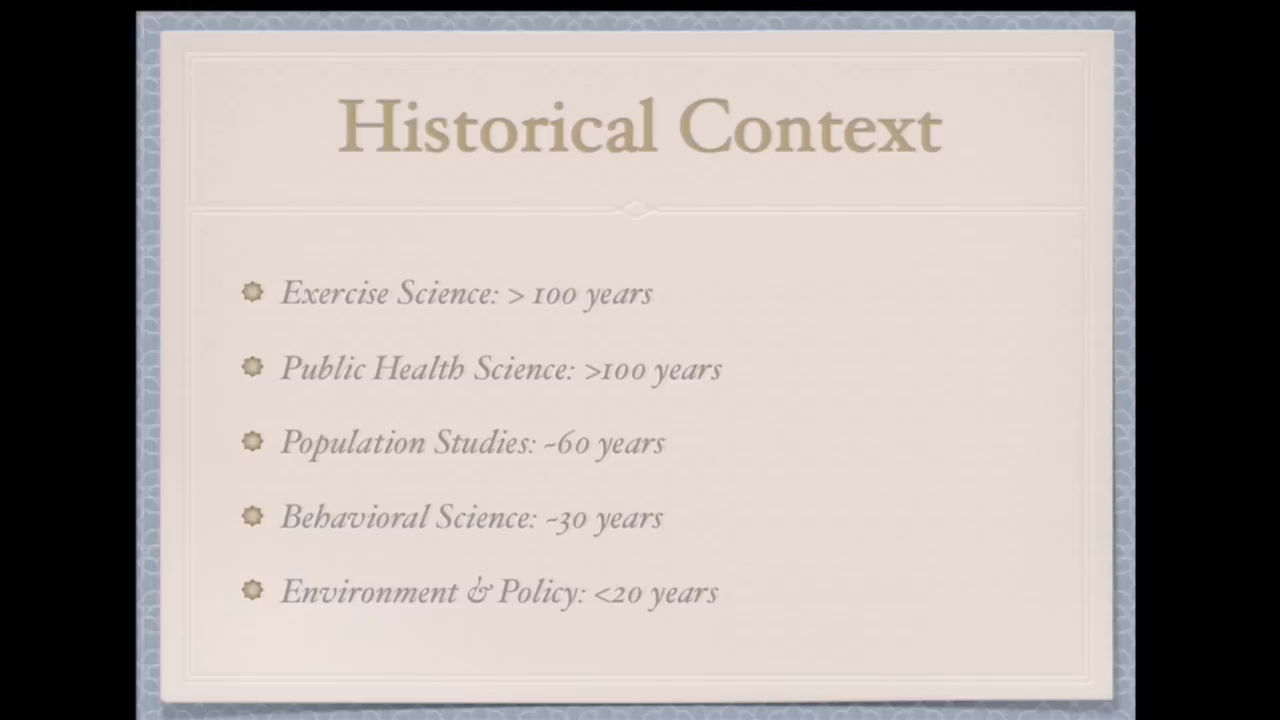 Historical Context
Exercise Science: > 100 years
Public Health Science: >100 years
Population Studies: ~60 years
Behavioral Science: ~30 years
Environment & Policy: <20 years